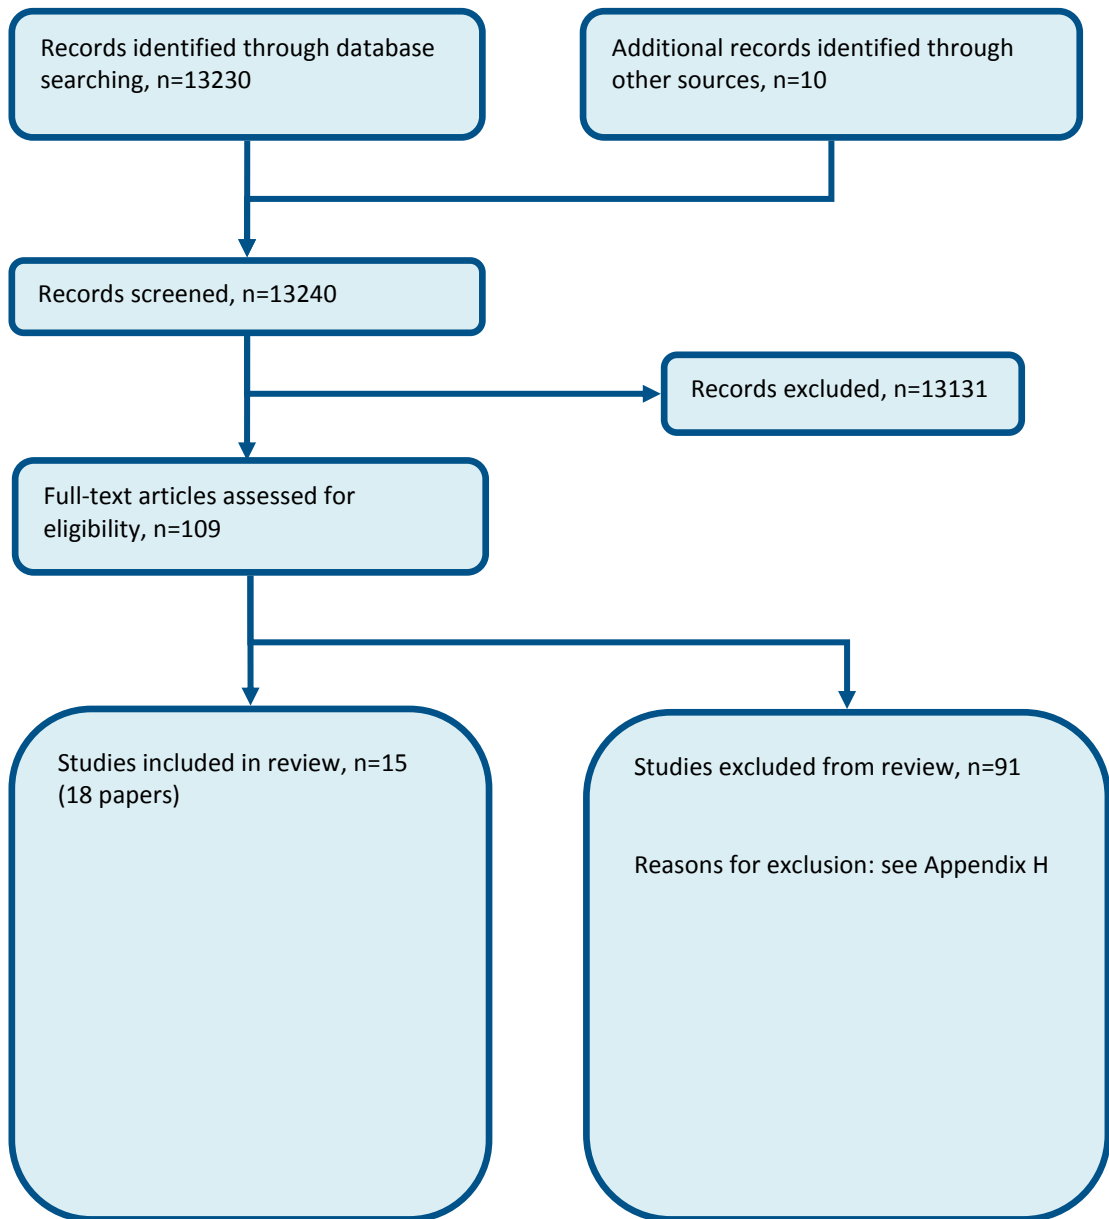 Records identified through database
searching, n=13230
Additional records identified through
other sources, n=10
Records screened, n=13240
Records excluded, n=13131
Full-text articles assessed for
eligibility, n=109
Studies included in review, n=15
(18 papers)
Studies excluded from review, n=91
Reasons for exclusion: see Appendix H